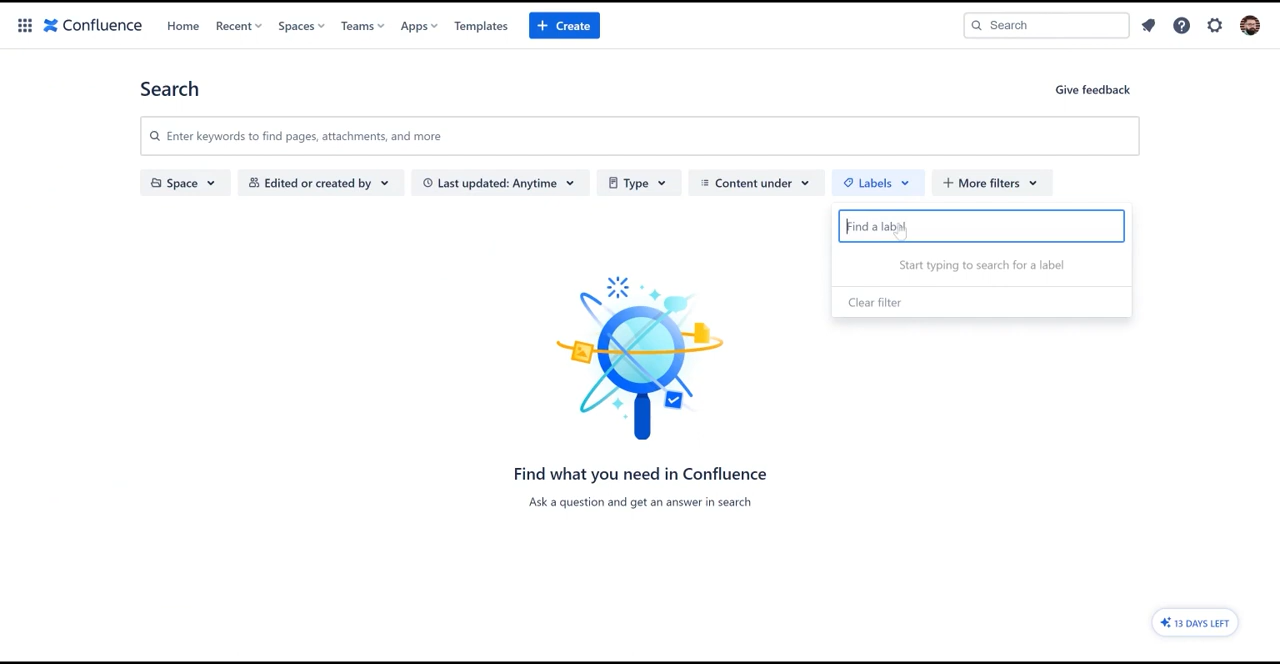 Confluence Home Recent Spaces Teams Apps Templates + Create Search
Search
Give feedback
Enter keywords to find pages, attachments, and more
Space Edited or created by Last updated: Anytime Type Content under Labels + More filters
Find a label
Start typing to search for a label
Clear filter
Find what you need in Confluence
Ask a question and get an answer in search
13 DAYS LEFT